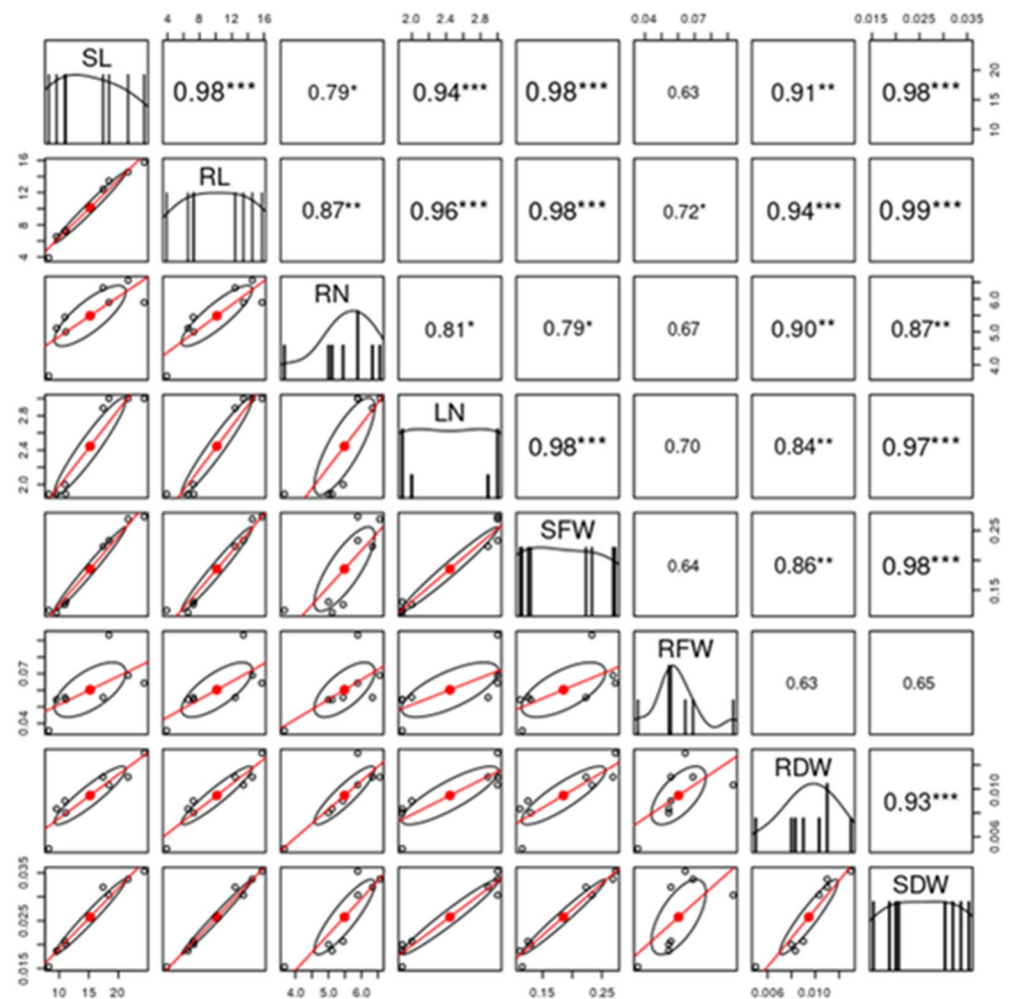 4 8 12 16 2.0 2.4 2.8 0.04 0.07 0.015 0.025 0.035
SL 0.98*** 0.79* 0.94*** 0.98*** 0.63 0.91** 0.98*** 10 15 20
4 8 12 16 RL 0.87** 0.96*** 0.98*** 0.72* 0.94*** 0.99***
RN 0.81* 0.79* 0.67 0.90** 0.87** 4.0 5.0 6.0
2.0 2.4 2.8 LN 0.98*** 0.70 0.84** 0.97***
SFW 0.64 0.86** 0.98*** 0.15 0.25
0.04 0.07 RFW 0.63 0.65
RDW 0.93*** 0.006 0.010
0.015 0.025 0.035 SDW
10 15 20 4.0 5.0 6.0 0.15 0.25 0.006 0.010